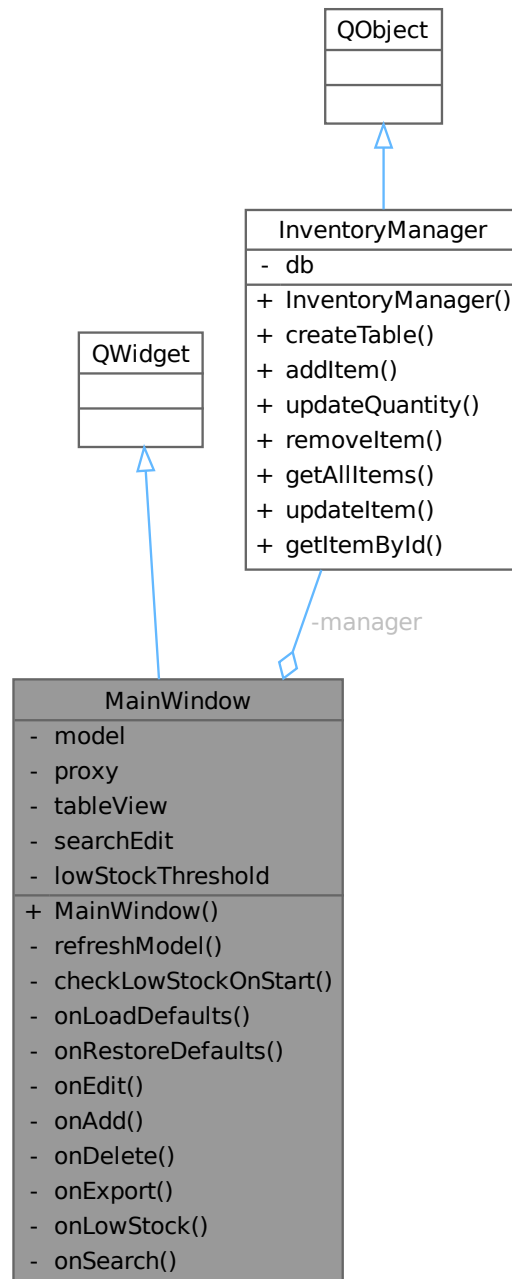 QObject
InventoryManager
- db
+ InventoryManager()
+ createTable()
+ addItem()
+ updateQuantity()
+ removeItem()
+ getAllItems()
+ updateItem()
+ getItemById()
QWidget
-manager
MainWindow
- model
- proxy
- tableView
- searchEdit
- lowStockThreshold
+ MainWindow()
- refreshModel()
- checkLowStockOnStart()
- onLoadDefaults()
- onRestoreDefaults()
- onEdit()
- onAdd()
- onDelete()
- onExport()
- onLowStock()
- onSearch()